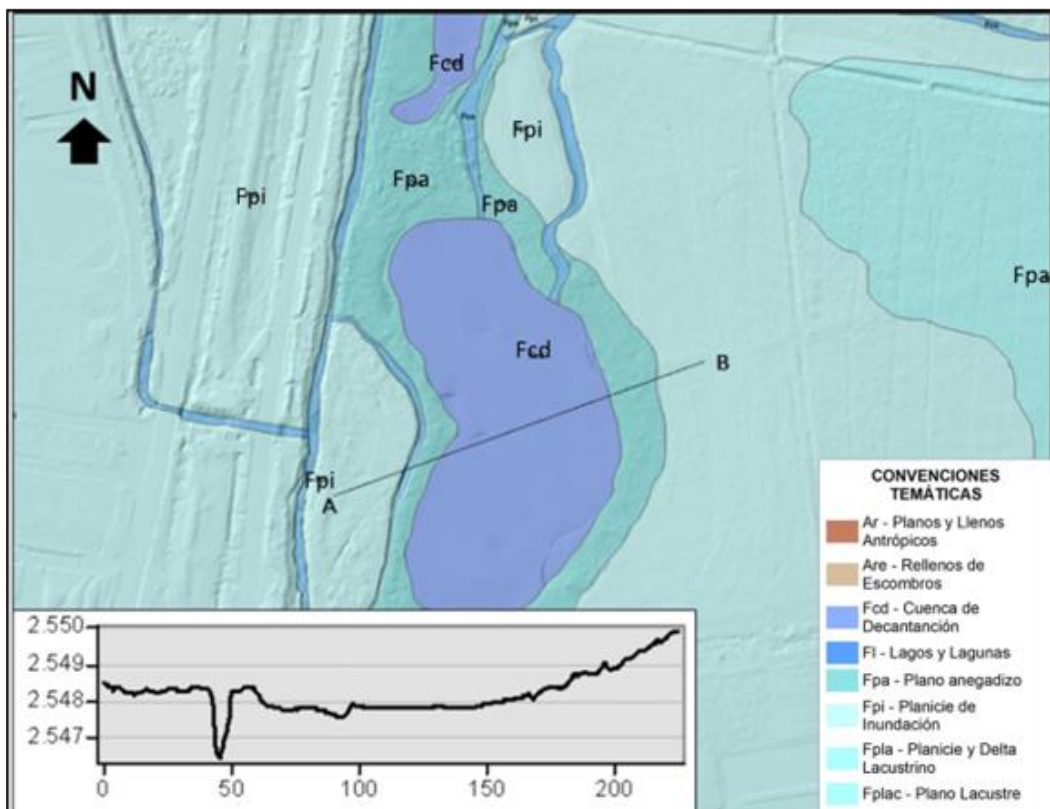 Fcd
N
Fpi
Fpi
Fpa
Fpa
Fpa
Fcd
B
Fpi
A
CONVENCIONES
TEMÁTICAS
Ar - Planos y Llenos
Antrópicos
Are - Rellenos de
Escombros
Fcd - Cuenca de
Decantanción
Fl - Lagos y Lagunas
Fpa - Plano anegadizo
Fpi - Planicie de
Inundación
Fpla - Planicie y Delta
Lacustrino
Fplac - Plano Lacustre
2.550
2.549
2.548
2.547
0 50 100 150 200